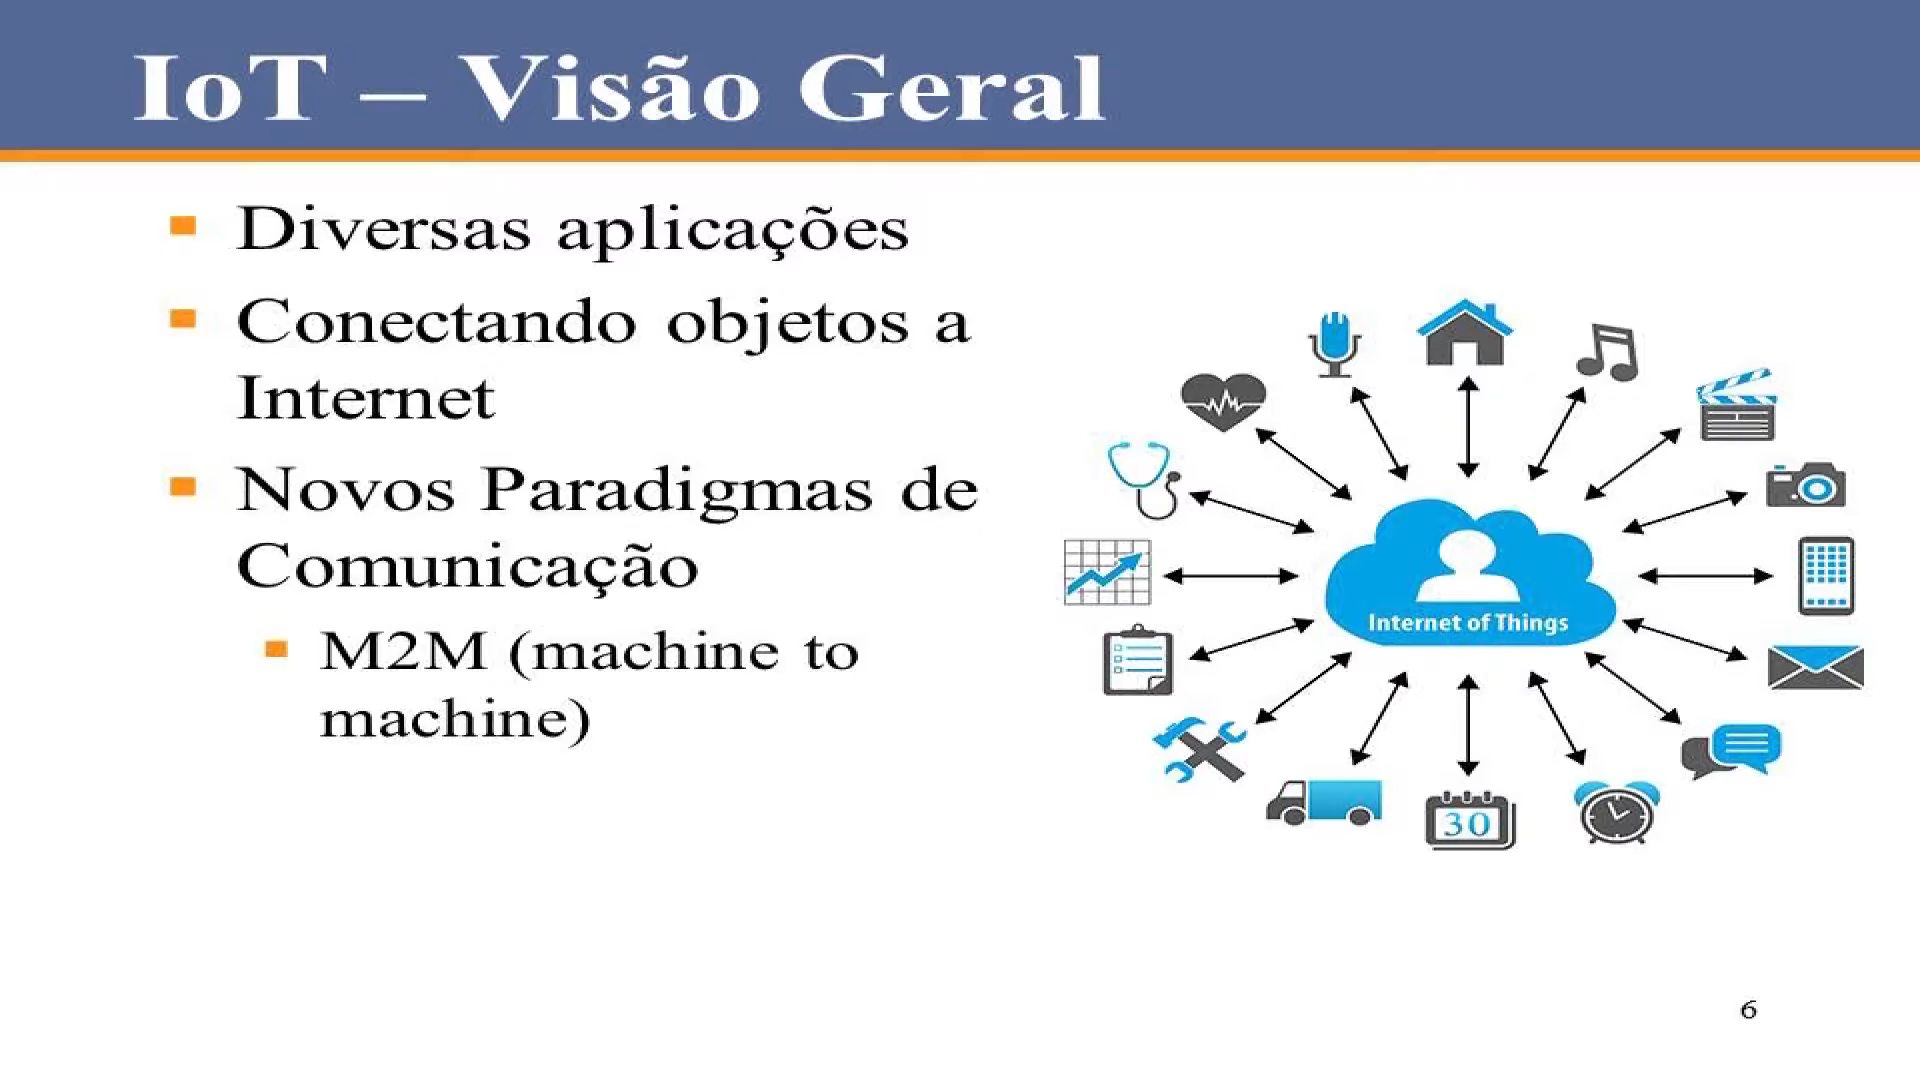 IoT – Visão Geral
Diversas aplicações
Conectando objetos a
Internet
Novos Paradigmas de
Comunicação
M2M (machine to
machine)
Internet of Things
30
6